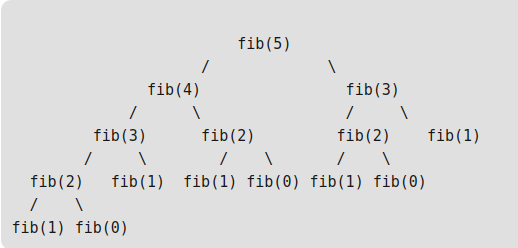 fib(5)
/ \
fib(4) fib(3)
/ \ / \
fib(3) fib(2) fib(2) fib(1)
/ \ / \ / \
fib(2) fib(1) fib(1) fib(0) fib(1) fib(0)
/ \
fib(1) fib(0)